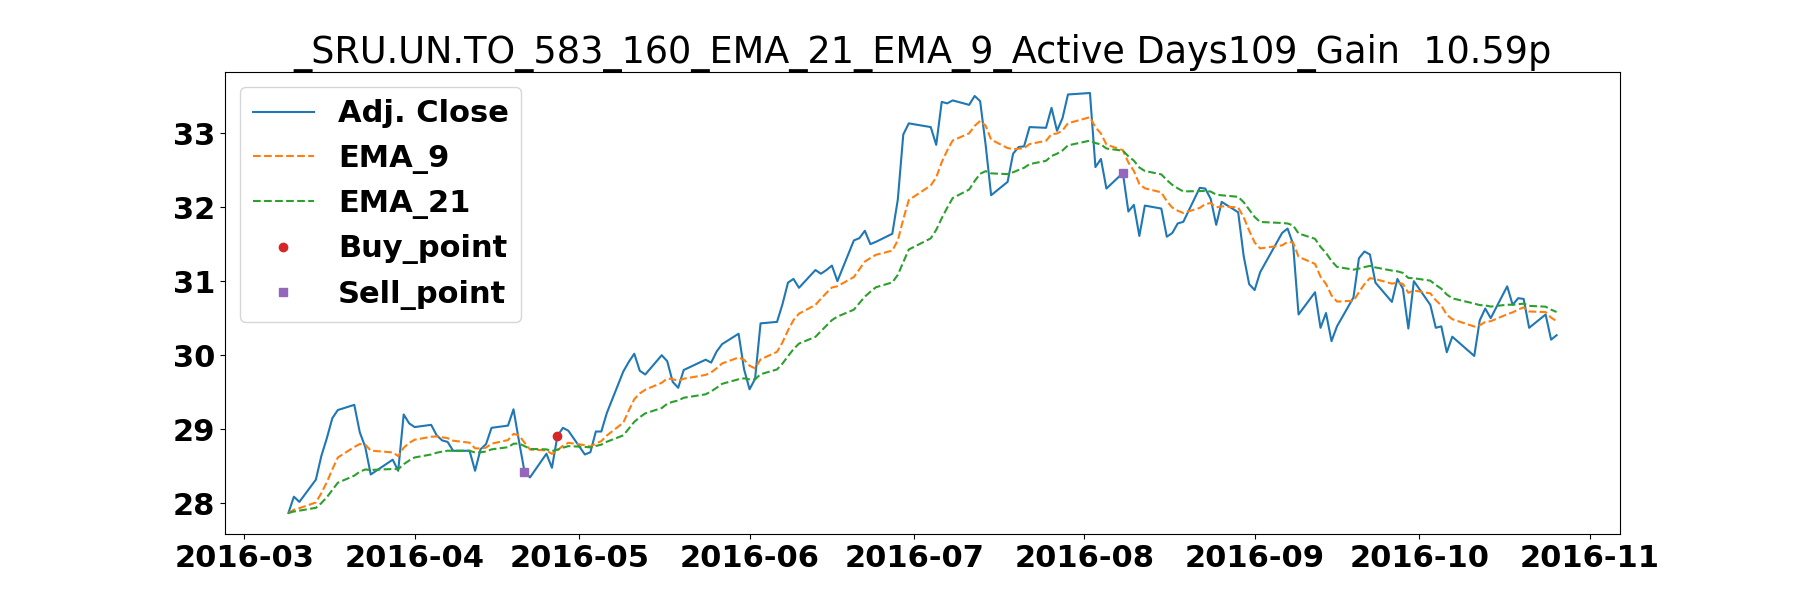 _SRU.UN.TO_583_160_EMA_21_EMA_9_Active Days109_Gain  10.59p
Adj. Close
EMA_9
EMA_21
Buy_point
Sell_point
33
32
31
30
29
28
2016-03 2016-04 2016-05 2016-06 2016-07 2016-08 2016-09 2016-10 2016-11